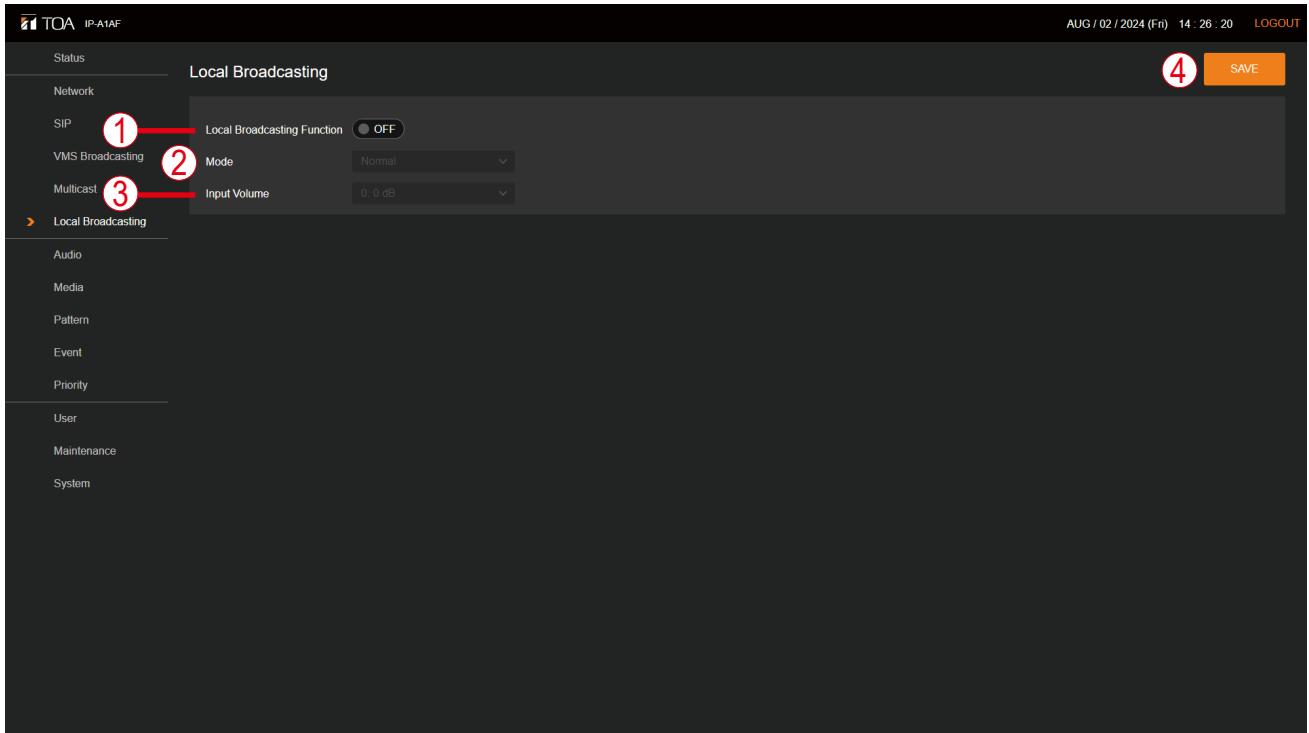 TOA IP-A1AF
AUG / 02 / 2024 (Fri) 14 : 26 : 20 LOGOUT
Status
Network
SIP
VMS Broadcasting
Multicast
Local Broadcasting
Audio
Media
Pattern
Event
Priority
User
Maintenance
System
Local Broadcasting
4 SAVE
1 Local Broadcasting Function OFF
2 Mode Normal
3 Input Volume 0: 0 dB